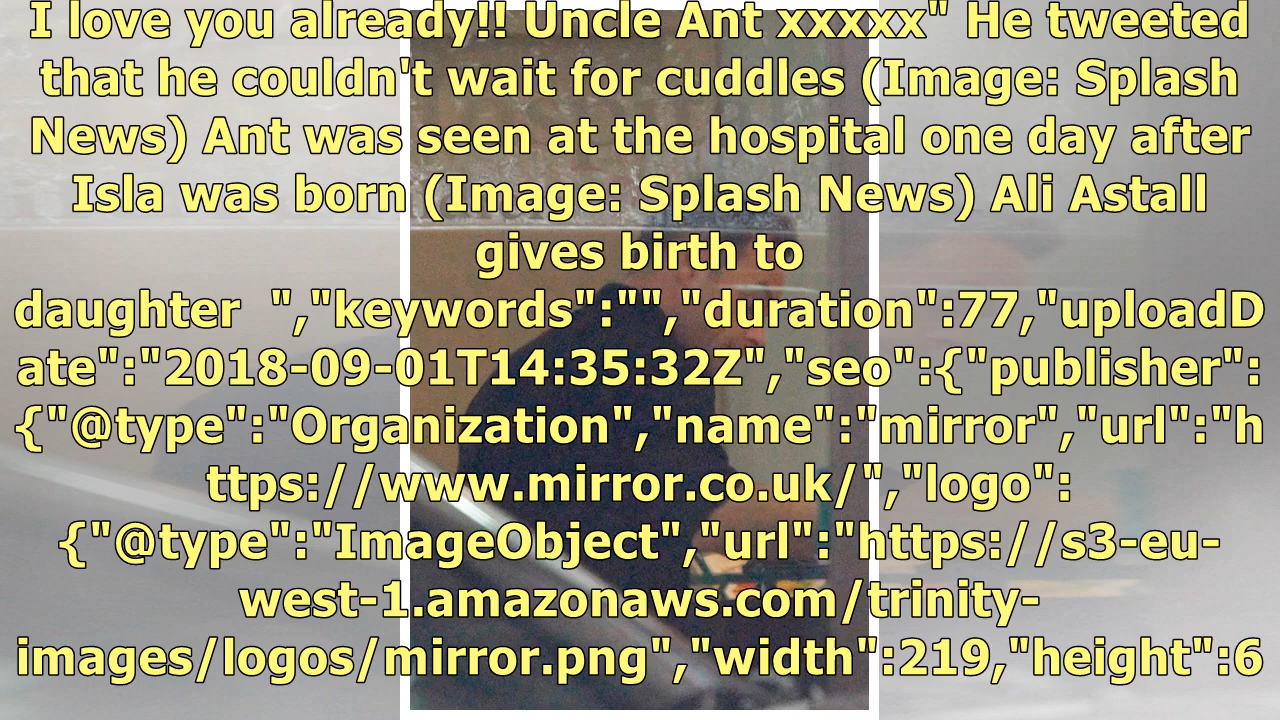 I love you already!! Uncle Ant xxxxx" He tweeted
that he couldn't wait for cuddles (Image: Splash
News) Ant was seen at the hospital one day after
Isla was born (Image: Splash News) Ali Astall
gives birth to
daughter  ","keywords":"","duration":77,"uploadD
ate":"2018-09-01T14:35:32Z","seo":{"publisher":
{"@type":"Organization","name":"mirror","url":"h
ttps://www.mirror.co.uk/","logo":
{"@type":"ImageObject","url":"https://s3-eu-
west-1.amazonaws.com/trinity-
images/logos/mirror.png","width":219,"height":6